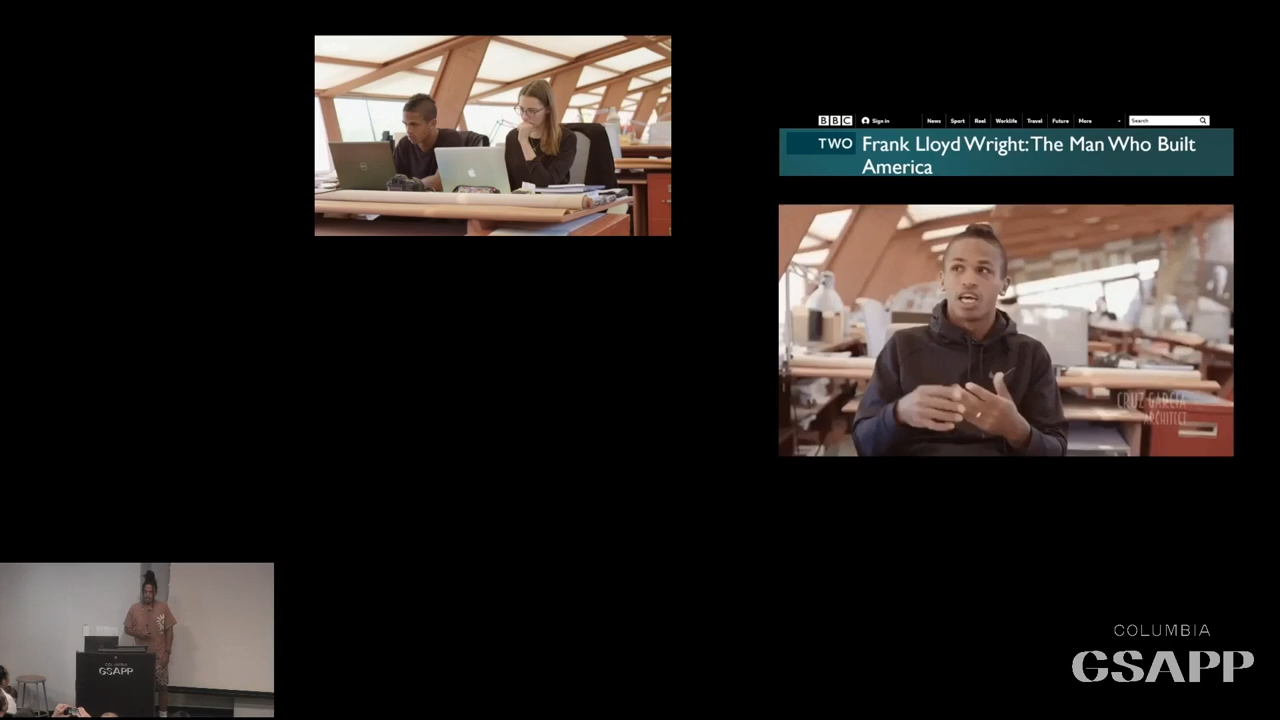 BBC Sign in News Sport Reel Worklife Travel Future More Search
TWO Frank Lloyd Wright: The Man Who Built
America
CRUZ GARCIA
ARCHITECT
COLUMBIA
GSAPP
COLUMBIA
GSAPP